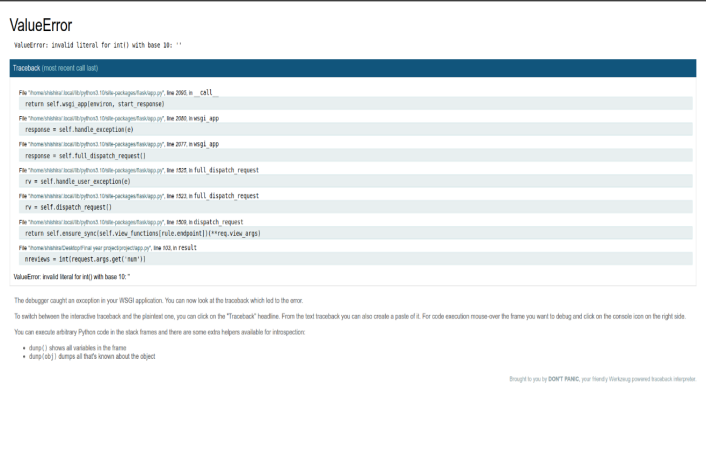 ValueError
ValueError: invalid literal for int() with base 10: ''
Traceback (most recent call last)
File "/home/shishira/.local/lib/python3.10/site-packages/flask/app.py", line 2093, in __call__
return self.wsgi_app(environ, start_response)
File "/home/shishira/.local/lib/python3.10/site-packages/flask/app.py", line 2080, in wsgi_app
response = self.handle_exception(e)
File "/home/shishira/.local/lib/python3.10/site-packages/flask/app.py", line 2077, in wsgi_app
response = self.full_dispatch_request()
File "/home/shishira/.local/lib/python3.10/site-packages/flask/app.py", line 1525, in full_dispatch_request
rv = self.handle_user_exception(e)
File "/home/shishira/.local/lib/python3.10/site-packages/flask/app.py", line 1523, in full_dispatch_request
rv = self.dispatch_request()
File "/home/shishira/.local/lib/python3.10/site-packages/flask/app.py", line 1509, in dispatch_request
return self.ensure_sync(self.view_functions[rule.endpoint])(**req.view_args)
File "/home/shishira/Desktop/Final year project/project/app.py", line 103, in result
nreviews = int(request.args.get('num'))
ValueError: invalid literal for int() with base 10: ''
The debugger caught an exception in your WSGI application. You can now look at the traceback which led to the error.
To switch between the interactive traceback and the plaintext one, you can click on the "Traceback" headline. From the text traceback you can also create a paste of it. For code execution mouse-over the frame you want to debug and click on the console icon on the right side.
You can execute arbitrary Python code in the stack frames and there are some extra helpers available for introspection:
• dump() shows all variables in the frame
• dump(obj) dumps all that's known about the object
Brought to you by DON'T PANIC, your friendly Werkzeug powered traceback interpreter.